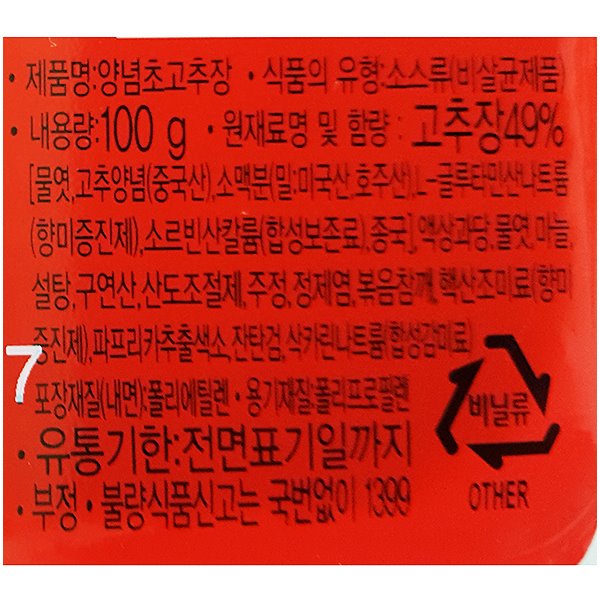 • 제품명:양념초고추장 • 식품의 유형:소스류(비살균제품)
• 내용량:100 g • 원재료명 및 함량 : 고추장49%
[물엿,고추양념(중국산),소맥분(밀:미국산,호주산),L-글루타민산나트륨
(향미증진제),소르빈산칼륨(합성보존료),종국],액상과당,물엿,마늘,
설탕,구연산,산도조절제,주정,정제염,볶음참깨,핵산조미료(향미
증진제),파프리카추출색소,잔탄검,삭카린나트륨(합성감미료)
7
포장재질(내면):폴리에틸렌 • 용기재질:폴리프로필렌
• 유통기한:전면표기일까지
• 부정 • 불량식품신고는 국번없이 1399
비닐류
OTHER